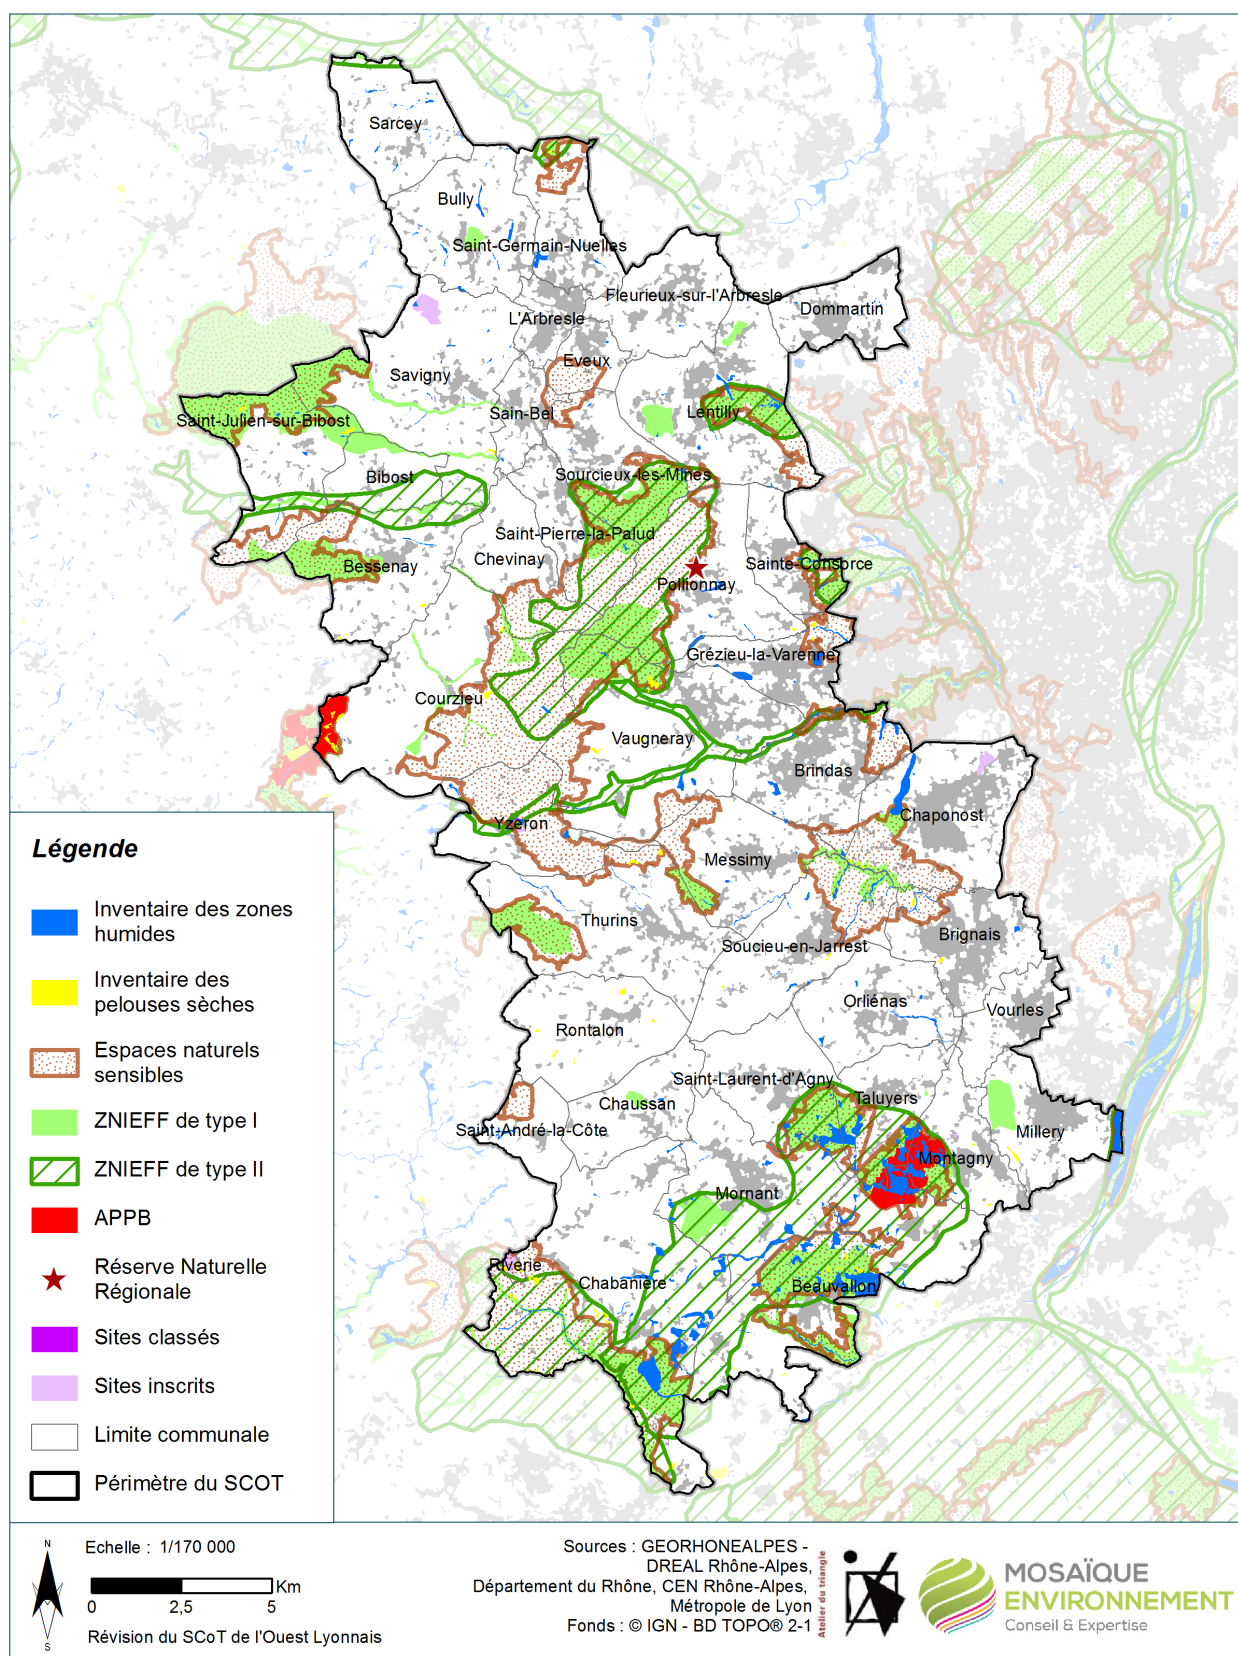 Sarcey
Bully
Saint-Germain-Nuelles
Fleurieux-sur-l'Arbresle
Dommartin
L'Arbresle
Eveux
Savigny
Sain-Bel
Lentilly
Saint-Julien-sur-Bibost
Bibost
Sourcieux-les-Mines
Saint-Pierre-la-Palud
Chevinay
Bessenay
Sainte-Consorce
Pollionnay
Grézieu-la-Varenne
Courzieu
Vaugneray
Brindas
Chaponost
Yzeron
Messimy
Thurins
Soucieu-en-Jarrest
Brignais
Orliénas
Vourles
Rontalon
Saint-Laurent-d'Agny
Taluyers
Chaussan
Saint-André-la-Côte
Millery
Montagny
Mornant
Riverie
Chabanière
Beauvallon
Légende
Inventaire des zones
humides
Inventaire des
pelouses sèches
Espaces naturels
sensibles
ZNIEFF de type I
ZNIEFF de type II
APPB
Réserve Naturelle
Régionale
Sites classés
Sites inscrits
Limite communale
Périmètre du SCOT
N
S
Echelle : 1/170 000
Km
0 2,5 5
Révision du SCoT de l'Ouest Lyonnais
Sources : GEORHONEALPES -
DREAL Rhône-Alpes,
Département du Rhône, CEN Rhône-Alpes,
Métropole de Lyon
Fonds : © IGN - BD TOPO® 2-1
Atelier du triangle
MOSAÏQUE
ENVIRONNEMENT
Conseil & Expertise